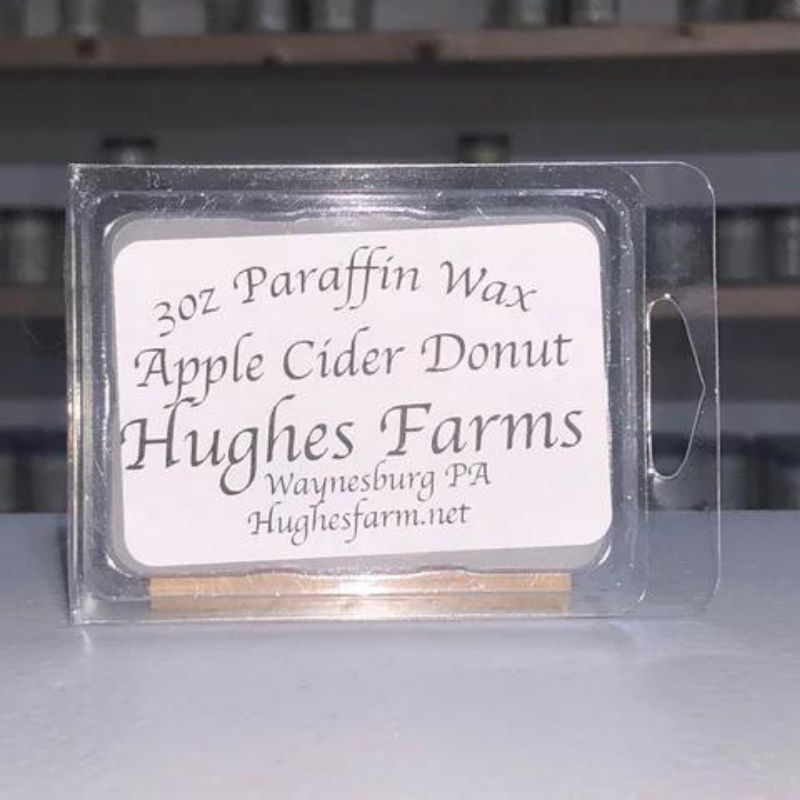 3oz Paraffin Wax
Apple Cider Donut
Hughes Farms
Waynesburg PA
Hughesfarm.net